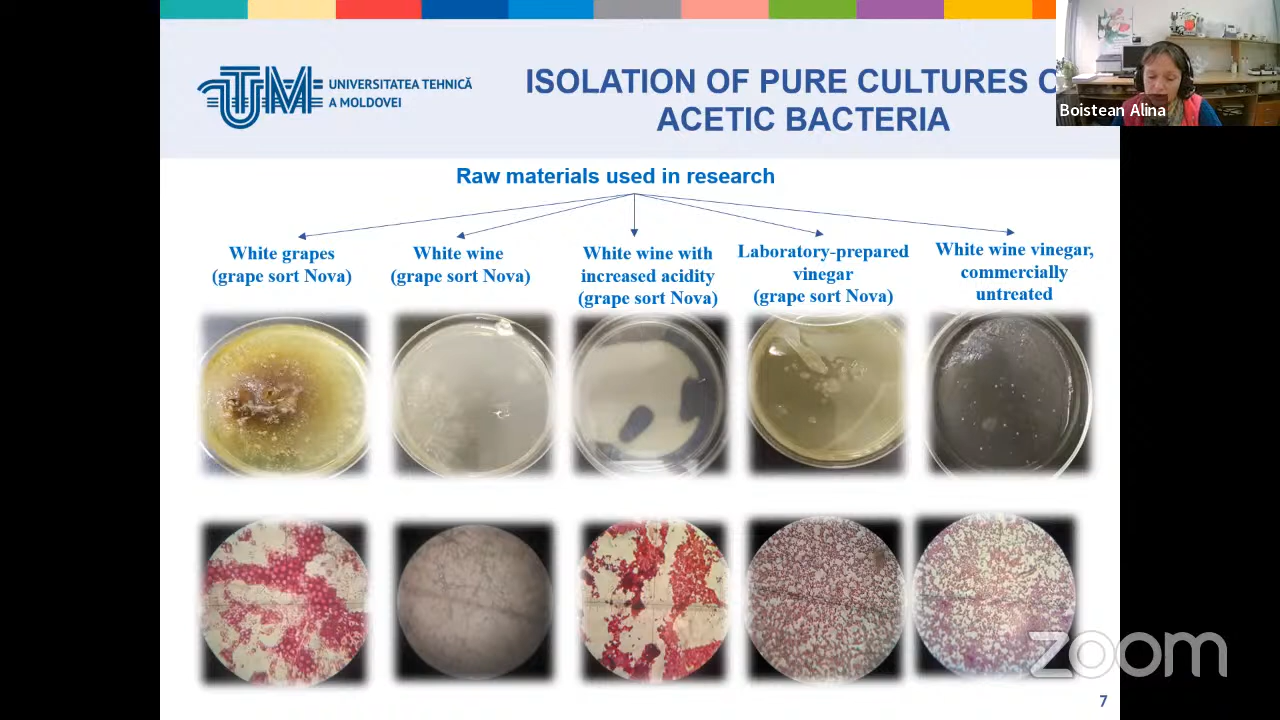 UTM
UNIVERSITATEA TEHNICĂ
A MOLDOVEI
ISOLATION OF PURE CULTURES
ACETIC BACTERIA
Boistean Alina
Raw materials used in research
White grapes
(grape sort Nova)
White wine
(grape sort Nova)
White wine with
increased acidity
(grape sort Nova)
Laboratory-prepared
vinegar
(grape sort Nova)
White wine vinegar,
commercially
untreated
zoom
7